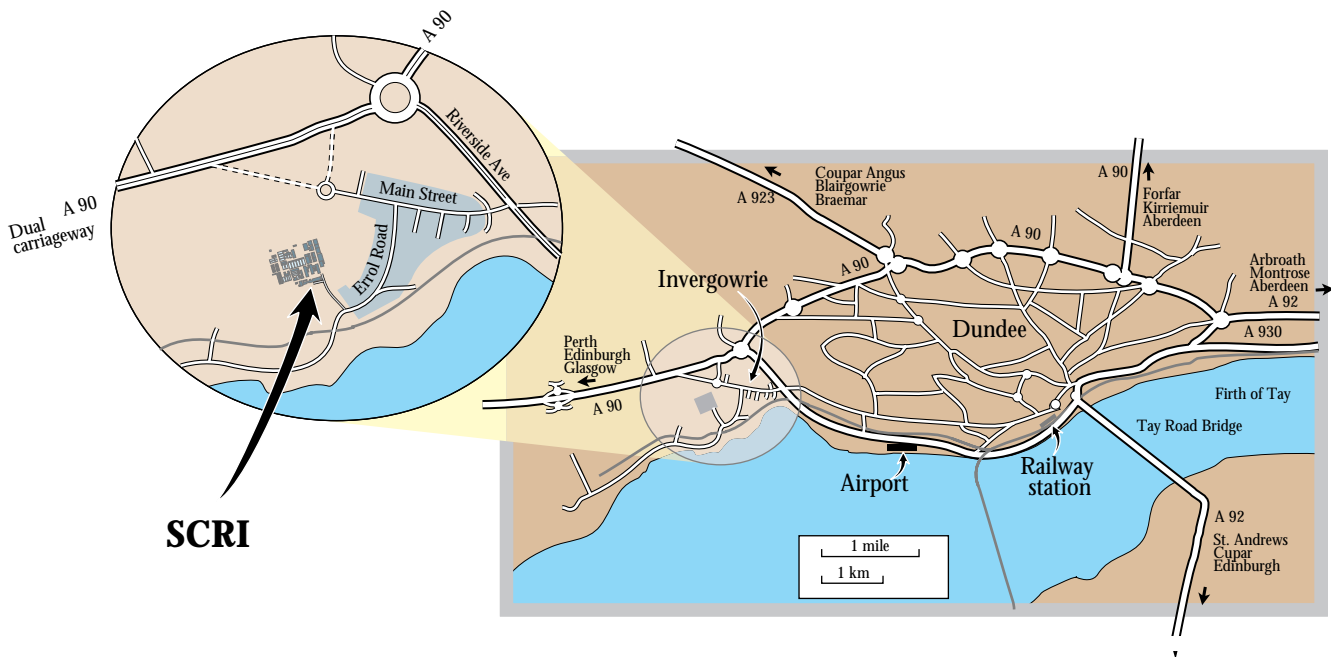 A 90
Riverside Ave
Main Street
A 90
Dual
carriageway
Errol Road
SCRI
Coupar Angus
Blairgowrie
Braemar
A 923
A 90
Forfar
Kirriemuir
Aberdeen
A 90
A 90
Arbroath
Montrose
Aberdeen
A 92
A 930
Invergowrie
Dundee
Perth
Edinburgh
Glasgow
A 90
Firth of Tay
Tay Road Bridge
Airport
Railway
station
A 92
St. Andrews
Cupar
Edinburgh
1 mile
1 km